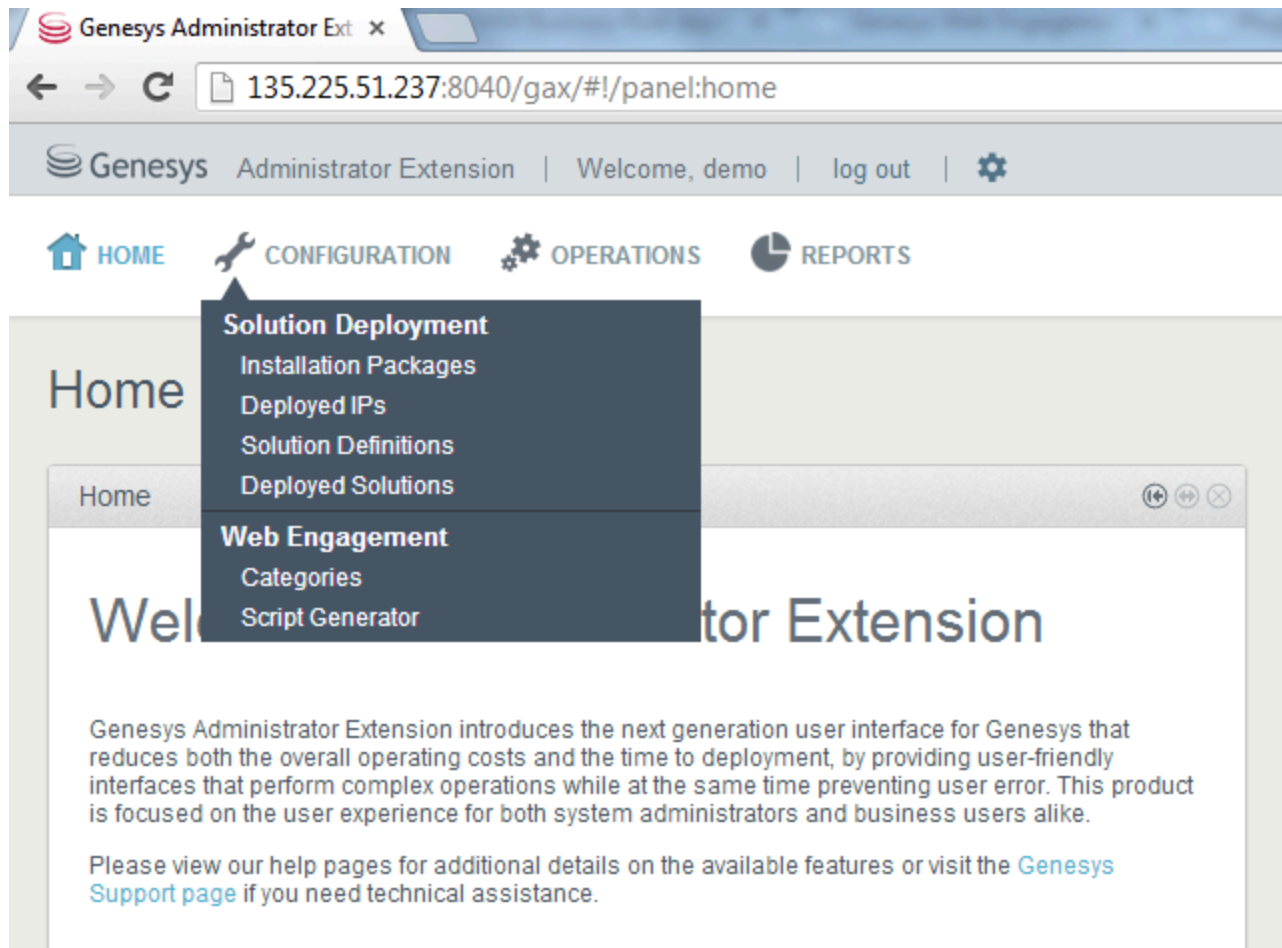 Genesys Administrator Ext
135.225.51.237:8040/gax/#!/panel:home
Genesys Administrator Extension | Welcome, demo | log out |
HOME CONFIGURATION OPERATIONS REPORTS
Solution Deployment
Installation Packages
Deployed IPs
Solution Definitions
Deployed Solutions
Web Engagement
Categories
Script Generator
Home
Home
Wel tor Extension
Genesys Administrator Extension introduces the next generation user interface for Genesys that
reduces both the overall operating costs and the time to deployment, by providing user-friendly
interfaces that perform complex operations while at the same time preventing user error. This product
is focused on the user experience for both system administrators and business users alike.
Please view our help pages for additional details on the available features or visit the Genesys
Support page if you need technical assistance.